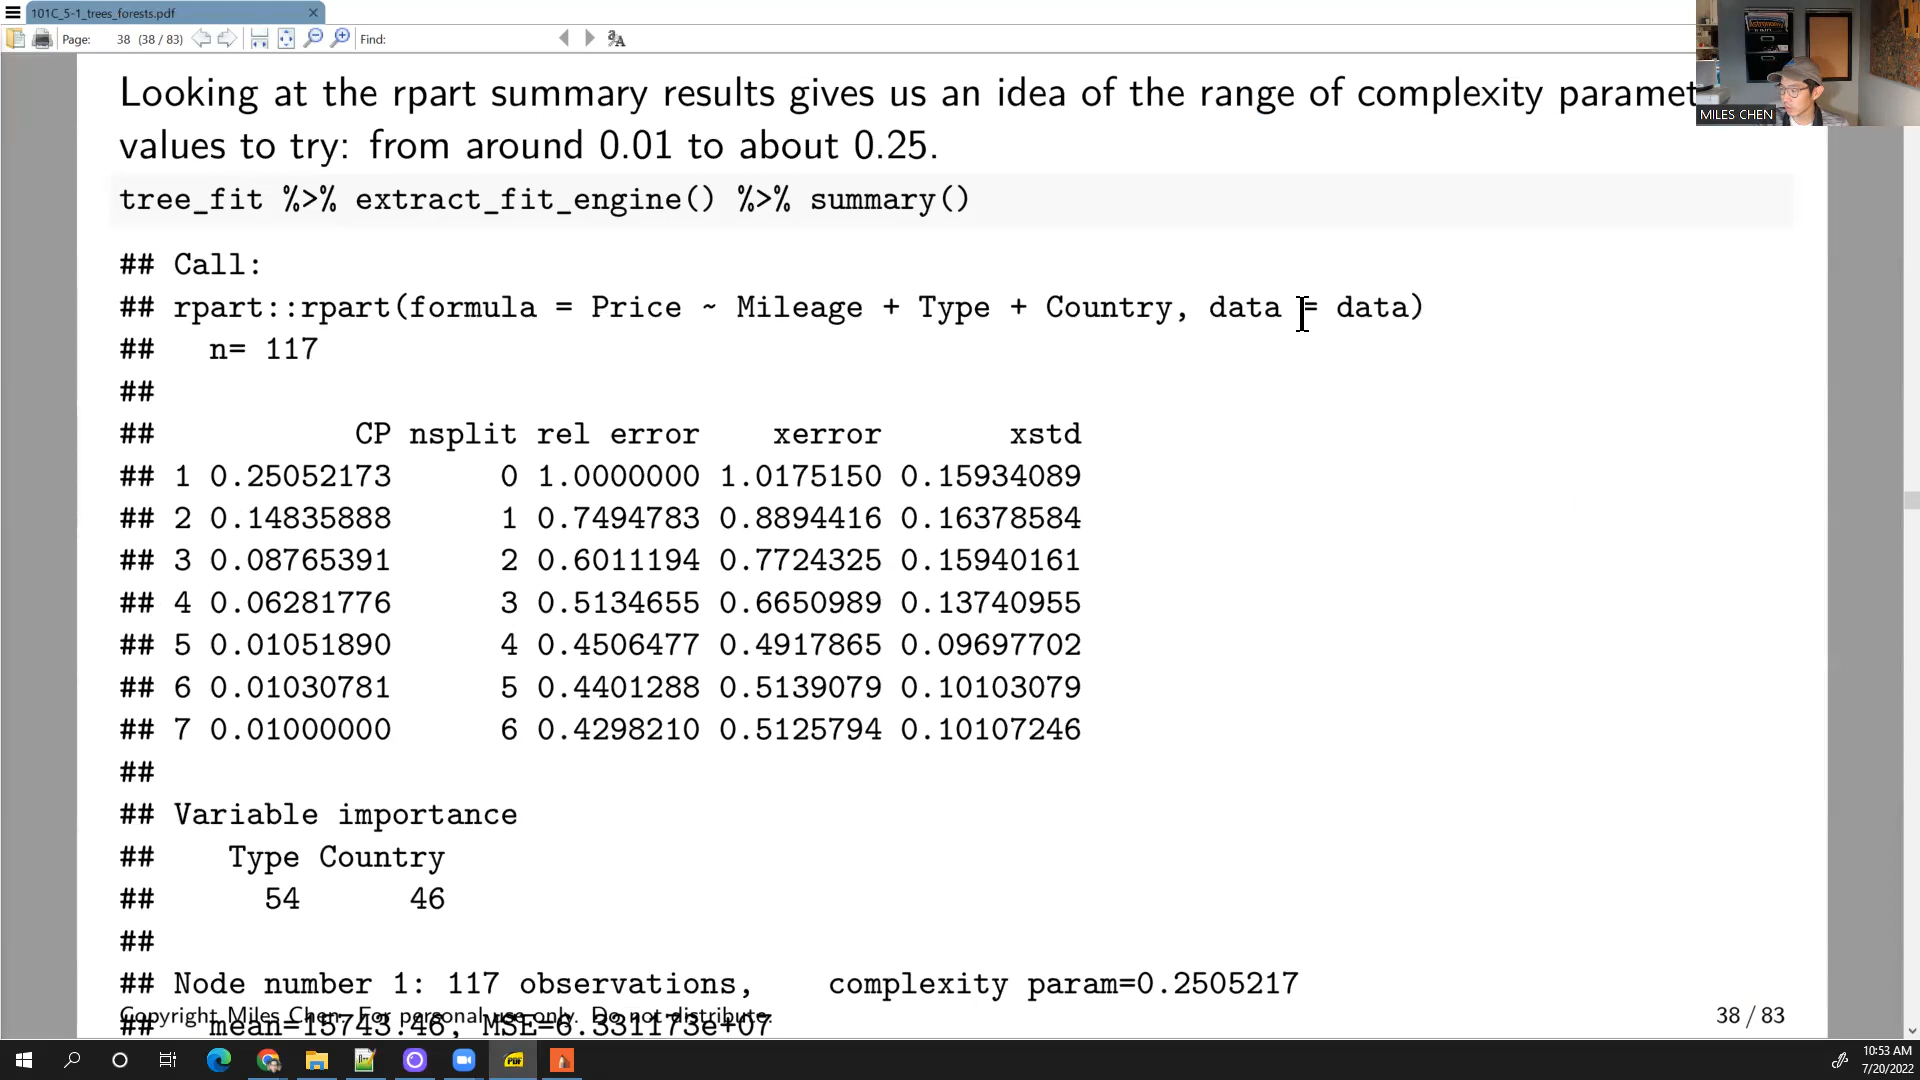 101C_5-1_trees_forests.pdf
Page: 38 (38 / 83) Find:
MILES CHEN
Looking at the rpart summary results gives us an idea of the range of complexity paramet
values to try: from around 0.01 to about 0.25.
tree_fit %>% extract_fit_engine() %>% summary()
## Call:
## rpart::rpart(formula = Price ~ Mileage + Type + Country, data = data)
##   n= 117
##
##           CP nsplit rel error    xerror       xstd
## 1 0.25052173      0 1.0000000 1.0175150 0.15934089
## 2 0.14835888      1 0.7494783 0.8894416 0.16378584
## 3 0.08765391      2 0.6011194 0.7724325 0.15940161
## 4 0.06281776      3 0.5134655 0.6650989 0.13740955
## 5 0.01051890      4 0.4506477 0.4917865 0.09697702
## 6 0.01030781      5 0.4401288 0.5139079 0.10103079
## 7 0.01000000      6 0.4298210 0.5125794 0.10107246
##
## Variable importance
##    Type Country
##      54      46
##
## Node number 1: 117 observations,    complexity param=0.2505217
Copyright Miles Chen. For personal use only. Do not distribute.
##   mean=15743.46, MSE=6.331173e+07
38 / 83
10:53 AM
7/20/2022